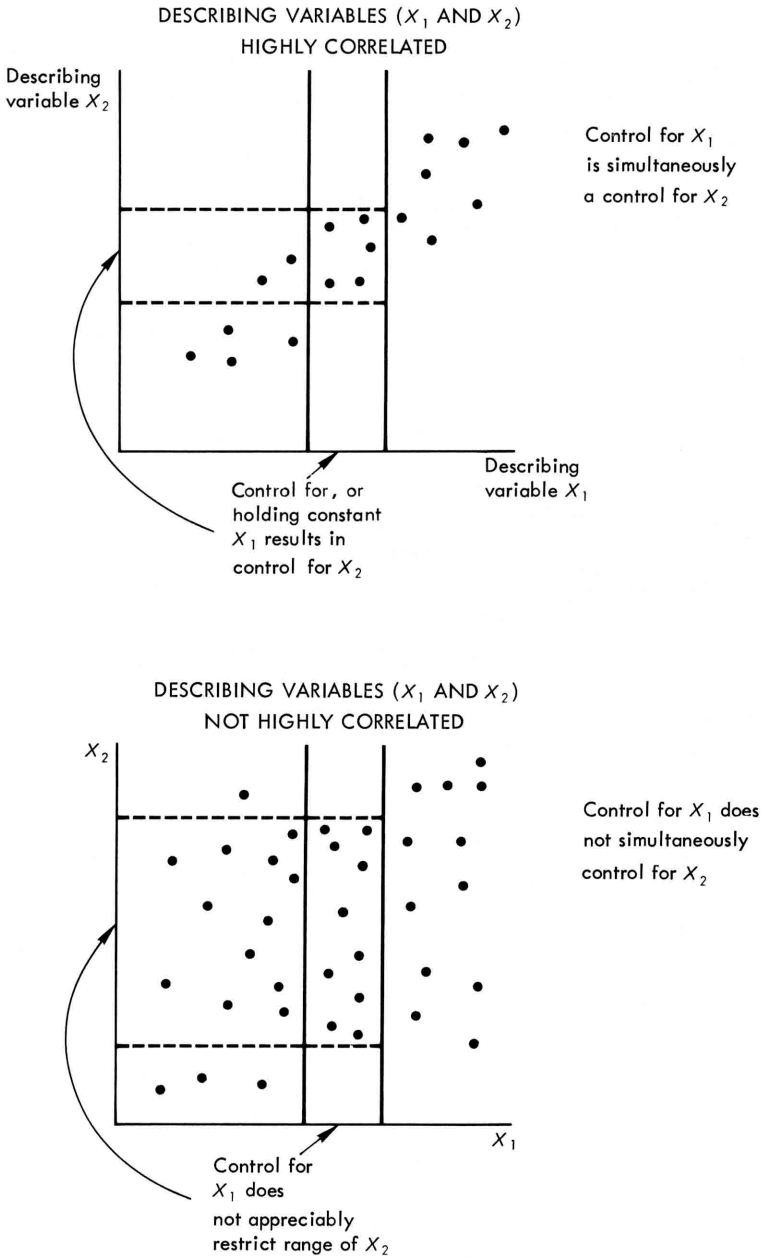 DESCRIBING VARIABLES (X₁ AND X₂)
HIGHLY CORRELATED
Describing
variable X₂
Control for X₁
is simultaneously
a control for X₂
Describing
variable X₁
Control for, or
holding constant
X₁ results in
control for X₂
DESCRIBING VARIABLES (X₁ AND X₂)
NOT HIGHLY CORRELATED
X₂
Control for X₁ does
not simultaneously
control for X₂
X₁
Control for
X₁ does
not appreciably
restrict range of X₂